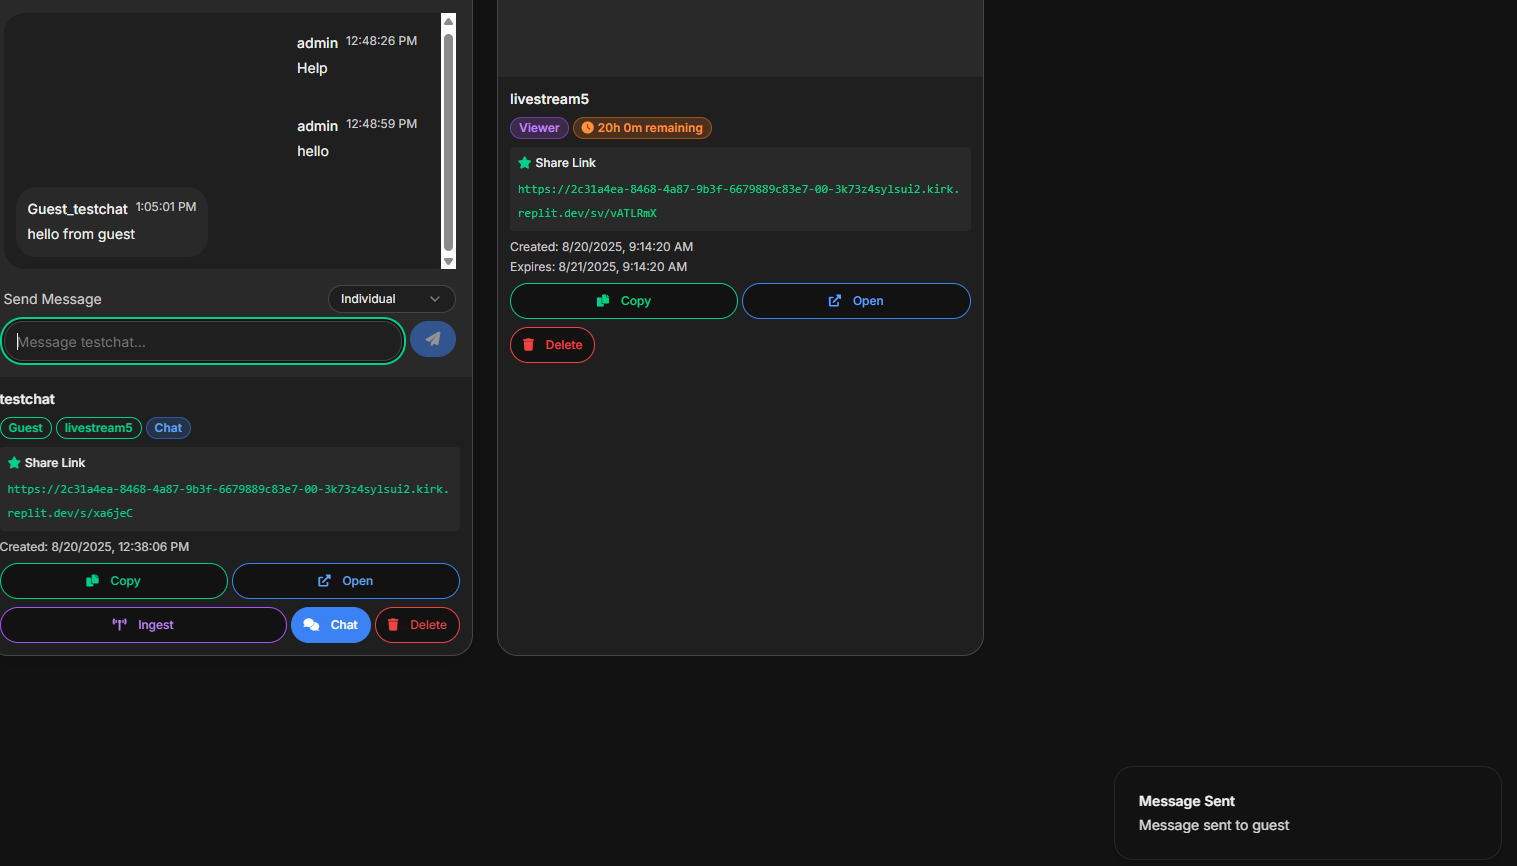 admin 12:48:26 PM
Help
admin 12:48:59 PM
hello
Guest_testchat 1:05:01 PM
hello from guest
Send Message
Individual
Message testchat...
testchat
Guest livestream5 Chat
Share Link
https://2c31a4ea-8468-4a87-9b3f-6679889c83e7-00-3k73z4sylsui2.kirk.
replit.dev/s/xa6jeC
Created: 8/20/2025, 12:38:06 PM
Copy Open
Ingest Chat Delete
livestream5
Viewer 20h 0m remaining
Share Link
https://2c31a4ea-8468-4a87-9b3f-6679889c83e7-00-3k73z4sylsui2.kirk.
replit.dev/sv/vATLRmX
Created: 8/20/2025, 9:14:20 AM
Expires: 8/21/2025, 9:14:20 AM
Copy Open
Delete
Message Sent
Message sent to guest